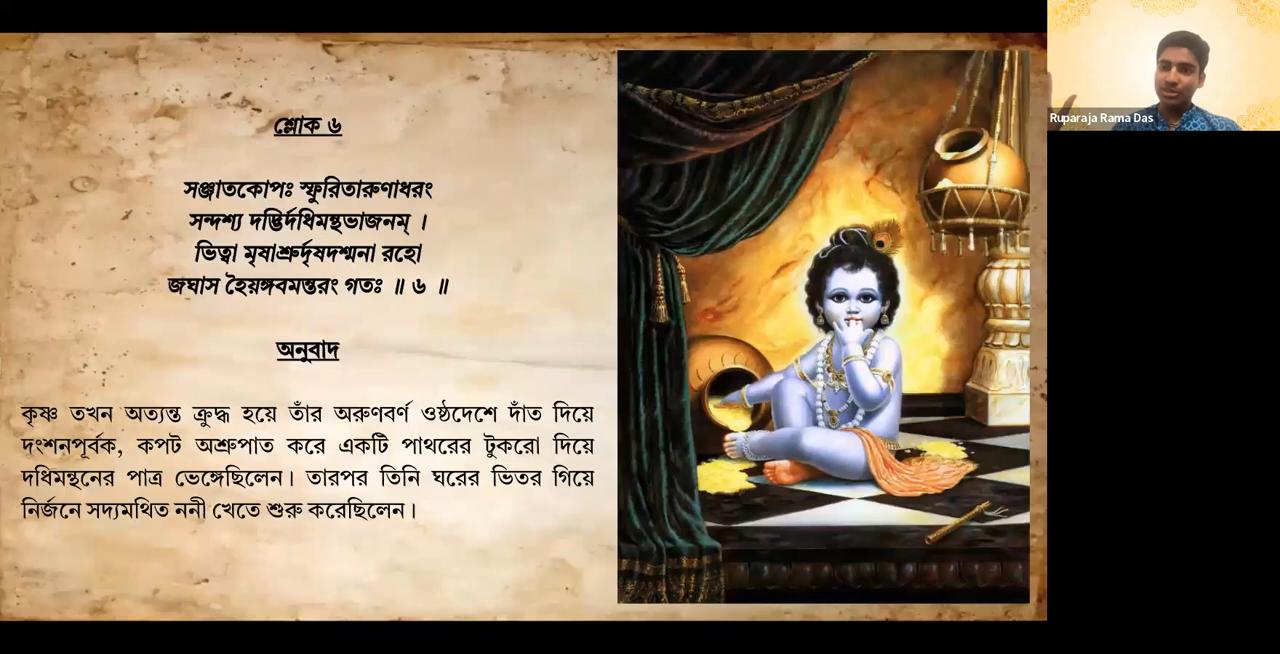 শ্লোক ৬
সঞ্জাতকোপঃ স্ফুরিতারুণাধরং
সন্দশ্য দদ্ভির্দধিমন্থভাজনম্ ।
ভিত্বা মৃষাশ্রুর্দৃষদশ্মনা রহো
জঘাস হৈয়ঙ্গবমন্তরং গতঃ ॥ ৬ ॥
অনুবাদ
কৃষ্ণ তখন অত্যন্ত ক্রুদ্ধ হয়ে তাঁর অরুণবর্ণ ওষ্ঠদেশে দাঁত দিয়ে
দংশনপূর্বক, কপট অশ্রুপাত করে একটি পাথরের টুকরো দিয়ে
দধিমন্থনের পাত্র ভেঙ্গেছিলেন। তারপর তিনি ঘরের ভিতর গিয়ে
নির্জনে সদ্যমথিত ননী খেতে শুরু করেছিলেন।
Ruparaja Rama Das